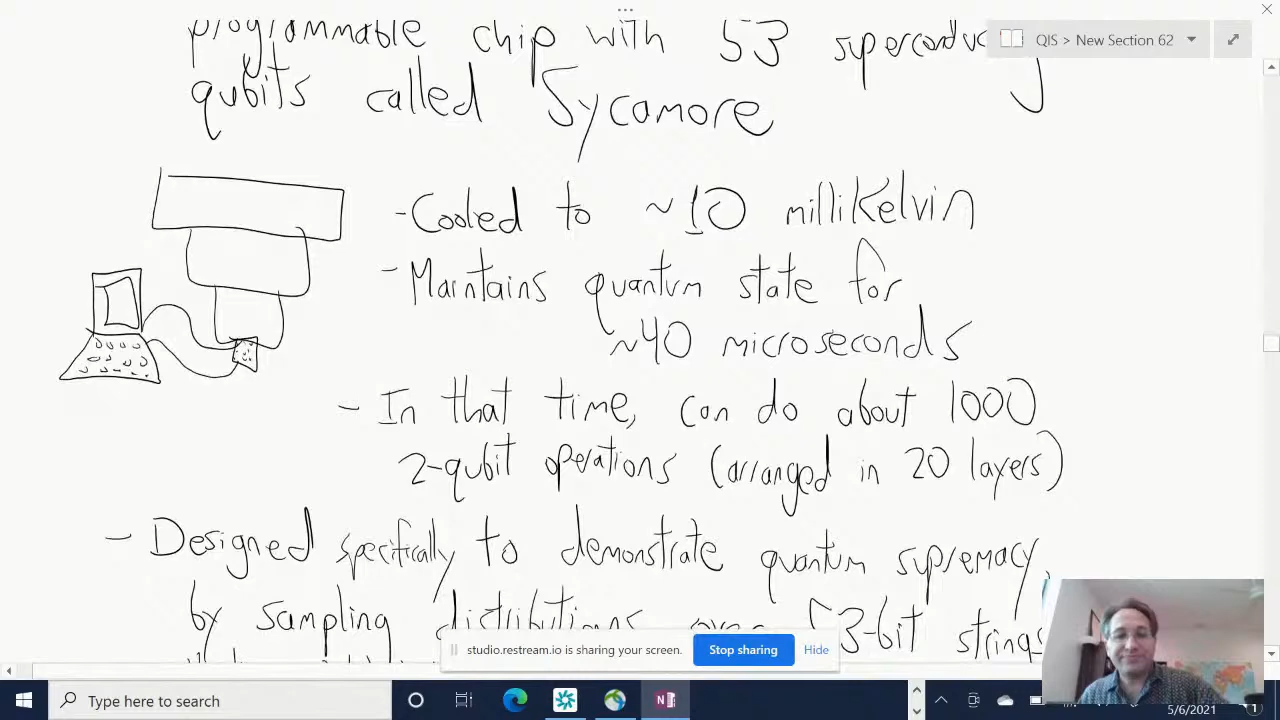 programmable chip with 53
QIS > New Section 62
qubits called Sycamore
- Cooled to ~10 milliKelvin
- Maintains quantum state for
~40 microseconds
- In that time, can do about 1000
2-qubit operations (arranged in 20 layers)
- Designed specifically to demonstrate quantum supremacy,
by sampling distributions over 53-bit strings
studio.restream.io is sharing your screen.
Stop sharing
Hide
Type here to search
5/6/2021
1